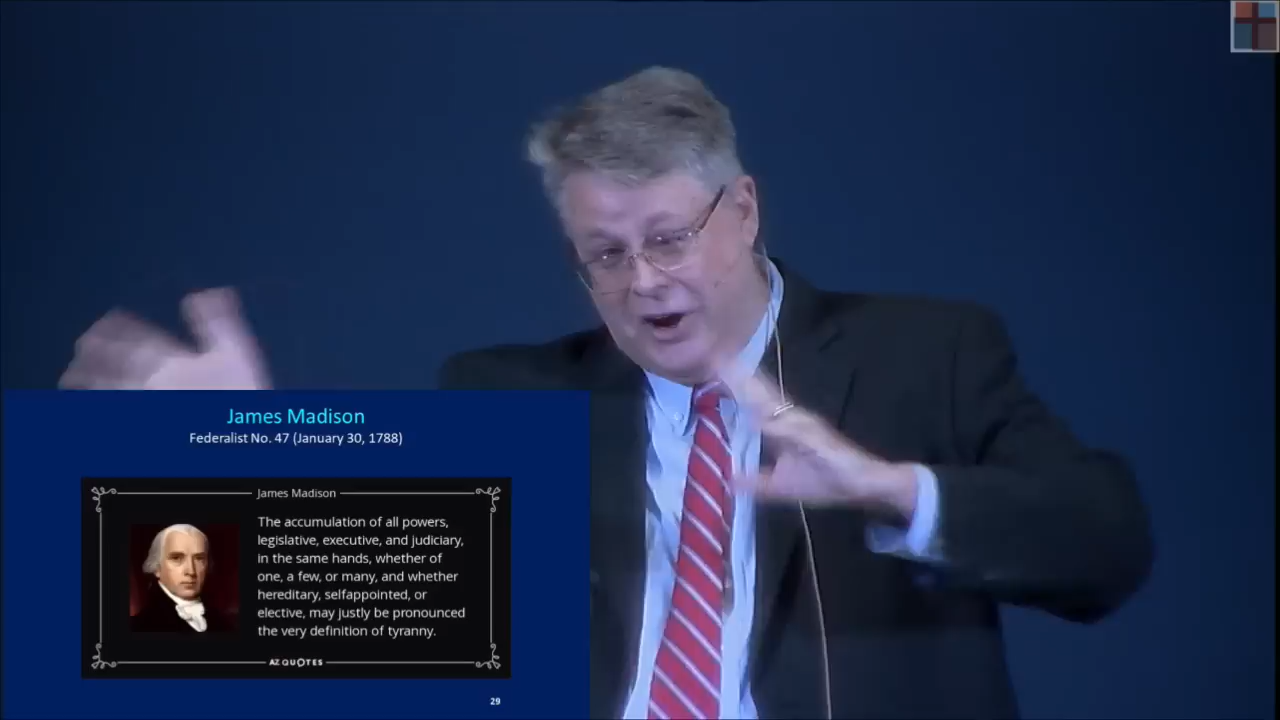 James Madison
Federalist No. 47 (January 30, 1788)
James Madison
The accumulation of all powers,
legislative, executive, and judiciary,
in the same hands, whether of
one, a few, or many, and whether
hereditary, selfappointed, or
elective, may justly be pronounced
the very definition of tyranny.
AZ QUOTES
29